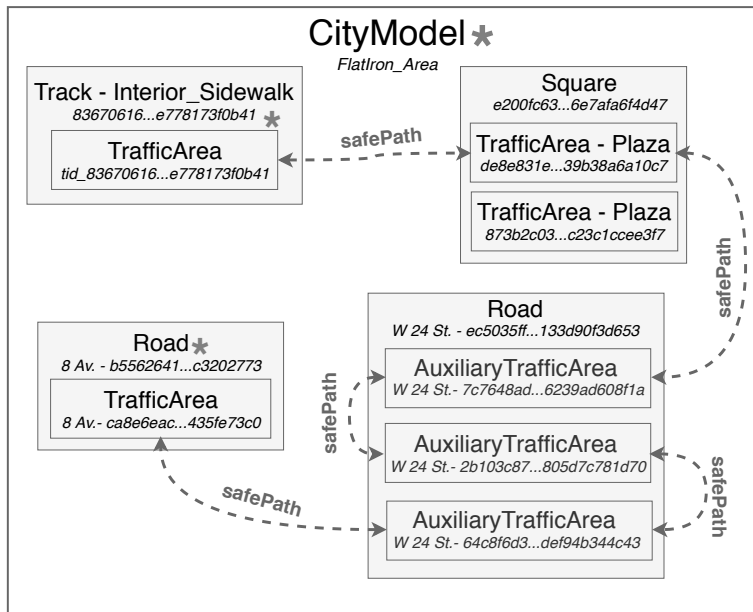 CityModel *
FlatIron_Area
Track - Interior_Sidewalk
83670616...e778173f0b41
*
TrafficArea
tid_83670616...e778173f0b41
safePath
Square
e200fc63...6e7afa6f4d47
TrafficArea - Plaza
de8e831e...39b38a6a10c7
TrafficArea - Plaza
873b2c03...c23c1ccee3f7
safePath
Road*
8 Av. - b5562641...c3202773
TrafficArea
8 Av.- ca8e6eac...435fe73c0
safePath
Road
W 24 St. - ec5035ff...133d90f3d653
AuxiliaryTrafficArea
W 24 St.- 7c7648ad...6239ad608f1a
safePath
AuxiliaryTrafficArea
W 24 St.- 2b103c87...805d7c781d70
safePath
AuxiliaryTrafficArea
W 24 St.- 64c8f6d3...def94b344c43